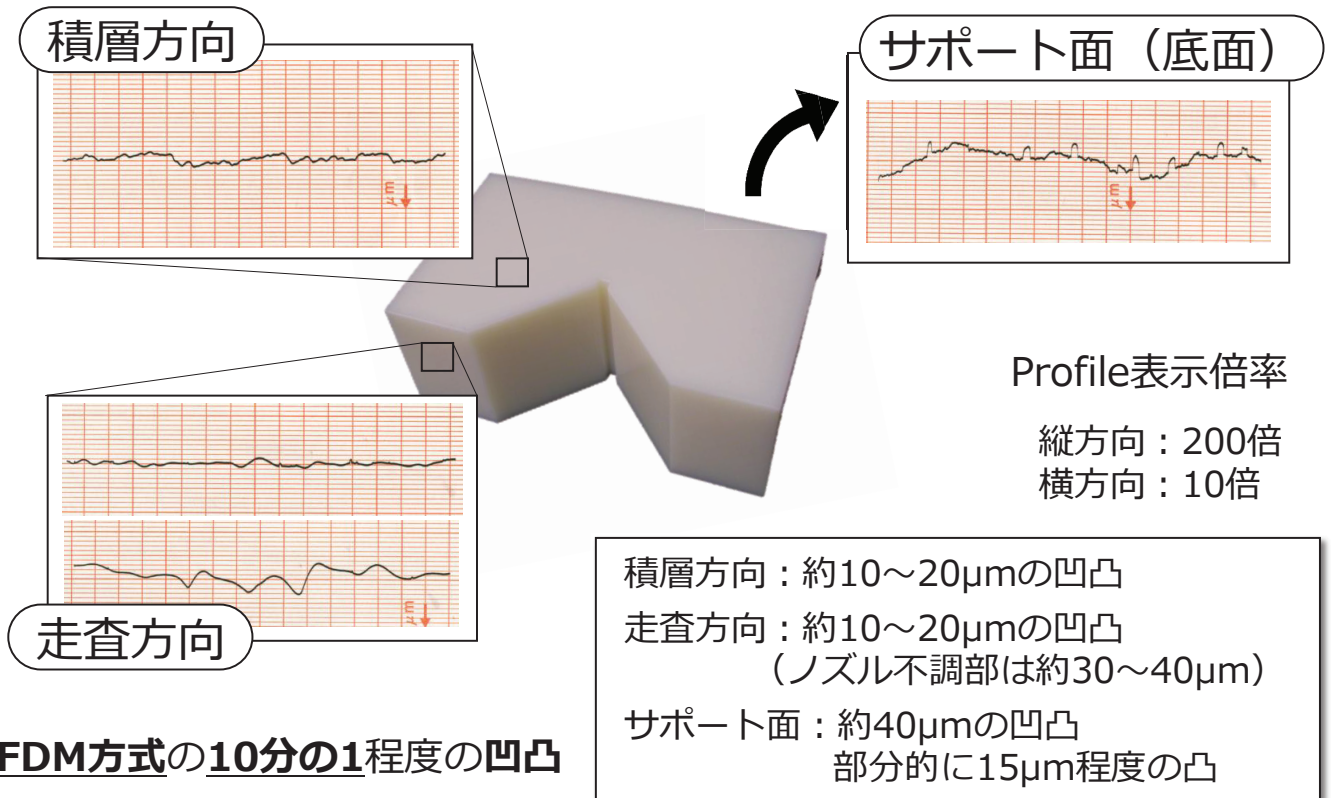 積層方向
サポート面（底面）
μm
μm
Profile表示倍率
縦方向：200倍
横方向：10倍
μm
走査方向
積層方向：約10～20μmの凹凸
走査方向：約10～20μmの凹凸
（ノズル不調部は約30～40μm）
サポート面：約40μmの凹凸
部分的に15μm程度の凸
FDM方式の10分の1程度の凹凸